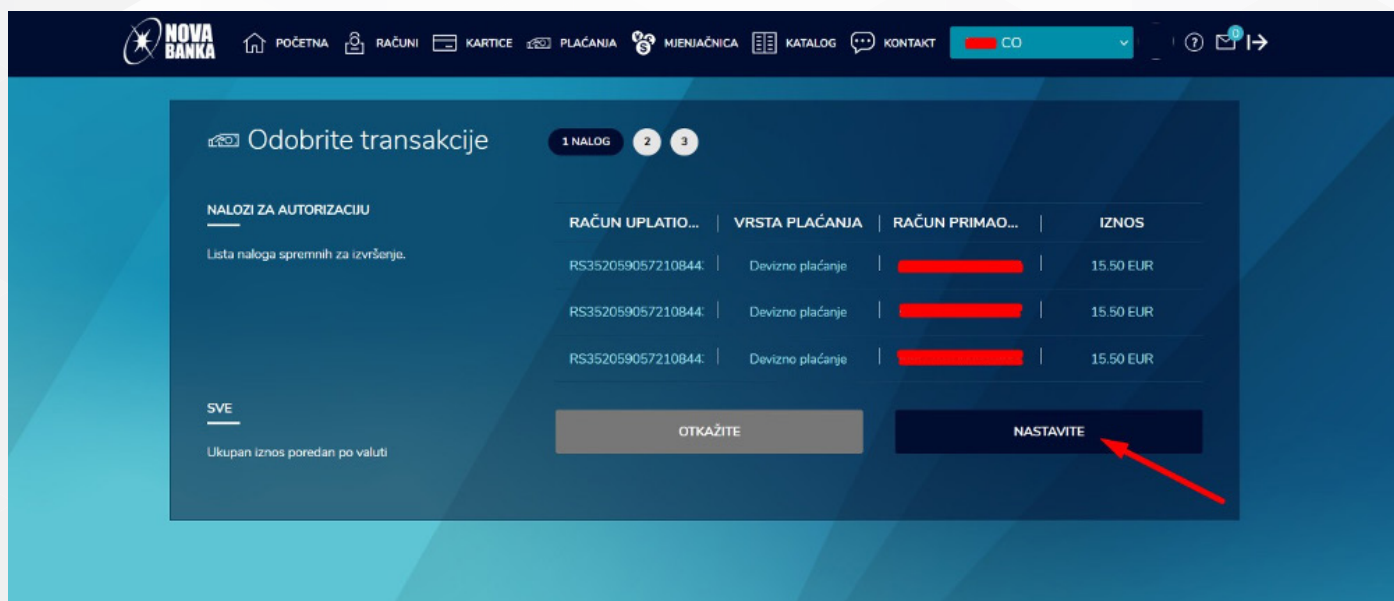 NOVA BANKA POČETNA RAČUNI KARTICE PLAĆANJA MJENJAČNICA KATALOG KONTAKT CO ? 0
Odobrite transakcije 1 NALOG 2 3
NALOZI ZA AUTORIZACIJU
Lista naloga spremnih za izvršenje.
RAČUN UPLATIO... VRSTA PLAĆANJA RAČUN PRIMAO... IZNOS
RS352059057210844 Devizno plaćanje 15.50 EUR
RS352059057210844 Devizno plaćanje 15.50 EUR
RS352059057210844 Devizno plaćanje 15.50 EUR
SVE
Ukupan iznos poredan po valuti
OTKAŽITE NASTAVITE